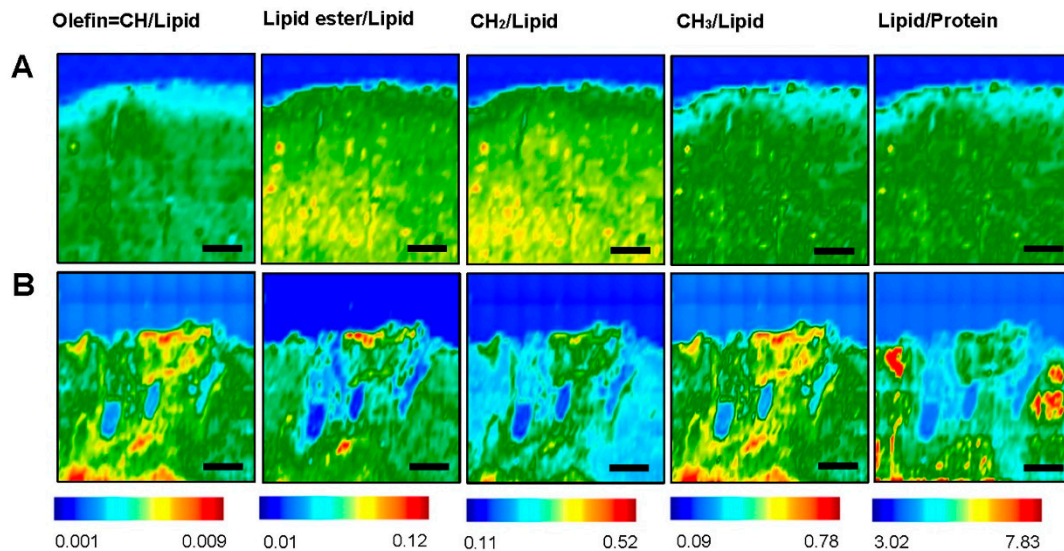 Olefin=CH/Lipid Lipid ester/Lipid CH₂/Lipid CH₃/Lipid Lipid/Protein
A
B
0.001 0.009 0.01 0.12 0.11 0.52 0.09 0.78 3.02 7.83